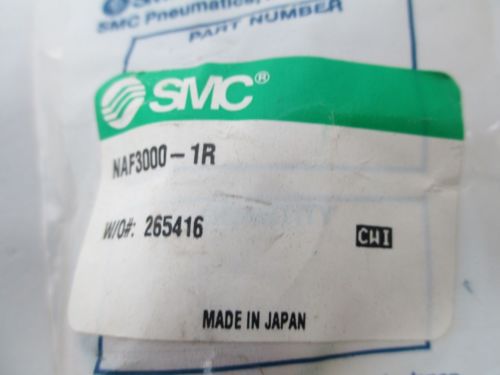 SMC Pneumatics,
PART NUMBER
SMC®
NAF3000-1R
W/O#: 265416
CWI
MADE IN JAPAN